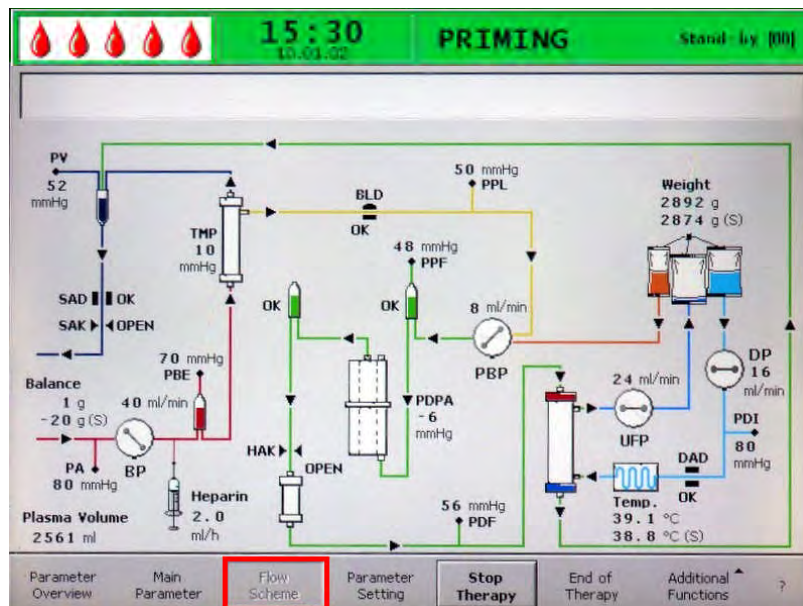 15:30
10.01.02
PRIMING
Stand-by [00]
PV
52
mmHg
50 mmHg
PPL
BLD
OK
Weight
2892 g
2874 g (S)
TMP
10
mmHg
48 mmHg
PPF
SAD OK
SAK OPEN
OK
OK
8 ml/min
PBP
70 mmHg
PBE
DP
16
ml/min
Balance
1 g
-20 g (S)
40 ml/min
BP
PDPA
-6
mmHg
24 ml/min
UFP
PDI
80
mmHg
PA
80 mmHg
HAK
OPEN
DAD
OK
Heparin
2.0
ml/h
56 mmHg
PDF
Temp.
39.1 °C
38.8 °C (S)
Plasma Volume
2561 ml
Parameter
Overview
Main
Parameter
Flow
Scheme
Parameter
Setting
Stop
Therapy
End of
Therapy
Additional
Functions
?